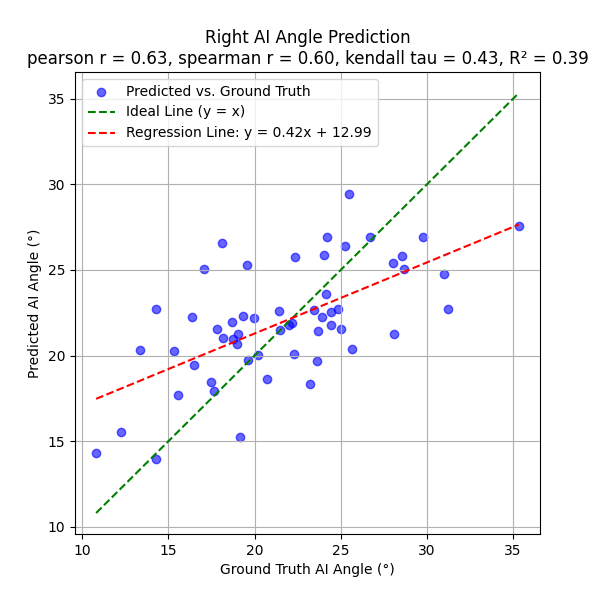 Right AI Angle Prediction
pearson r = 0.63, spearman r = 0.60, kendall tau = 0.43, R² = 0.39
Predicted vs. Ground Truth
Ideal Line (y = x)
Regression Line: y = 0.42x + 12.99
35
30
25
20
15
10
Predicted AI Angle (°)
10 15 20 25 30 35
Ground Truth AI Angle (°)